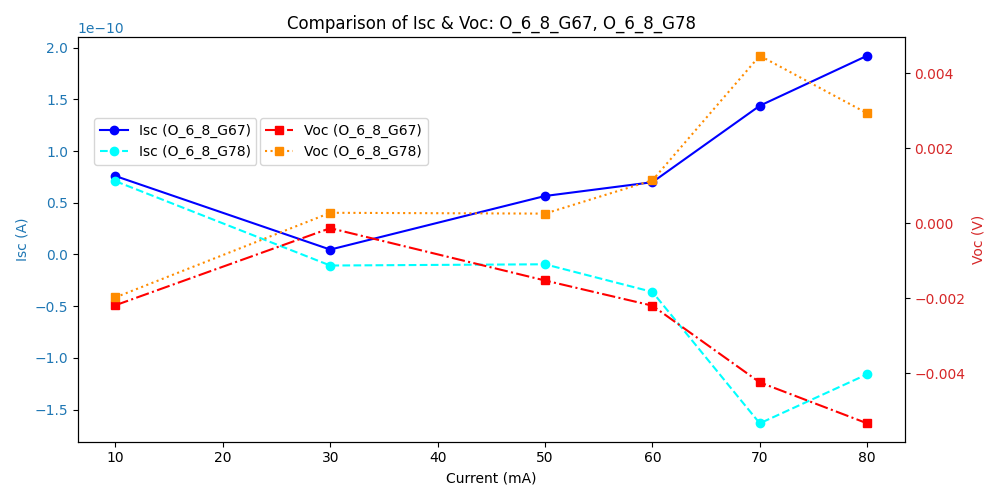 Comparison of Isc & Voc: O_6_8_G67, O_6_8_G78
1e−10
2.0
1.5
1.0
0.5
0.0
−0.5
−1.0
−1.5
Isc (A)
Isc (O_6_8_G67)
Isc (O_6_8_G78)
Voc (O_6_8_G67)
Voc (O_6_8_G78)
0.004
0.002
0.000
−0.002
−0.004
Voc (V)
10 20 30 40 50 60 70 80
Current (mA)